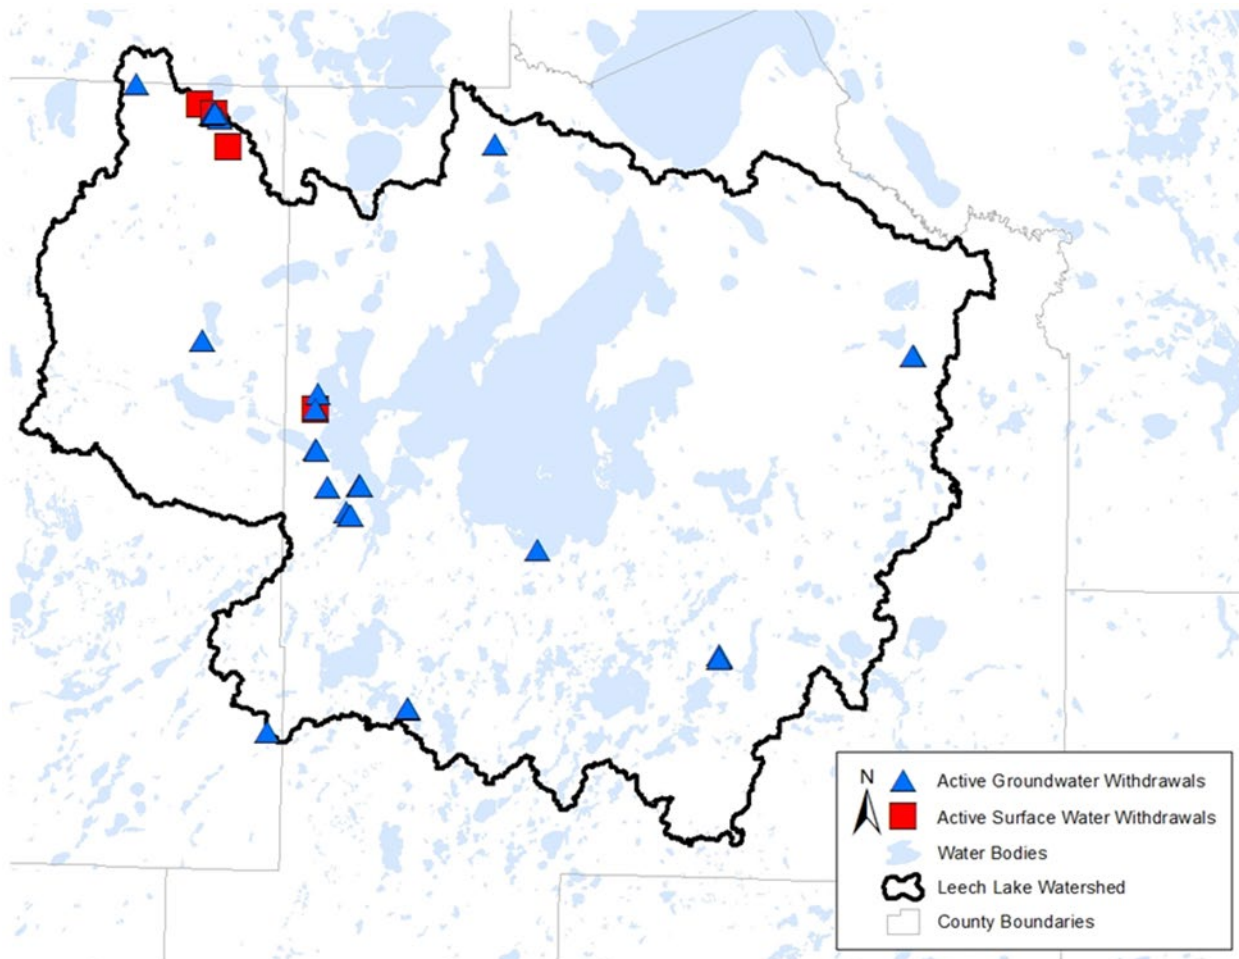 N
Active Groundwater Withdrawals
Active Surface Water Withdrawals
Water Bodies
Leech Lake Watershed
County Boundaries